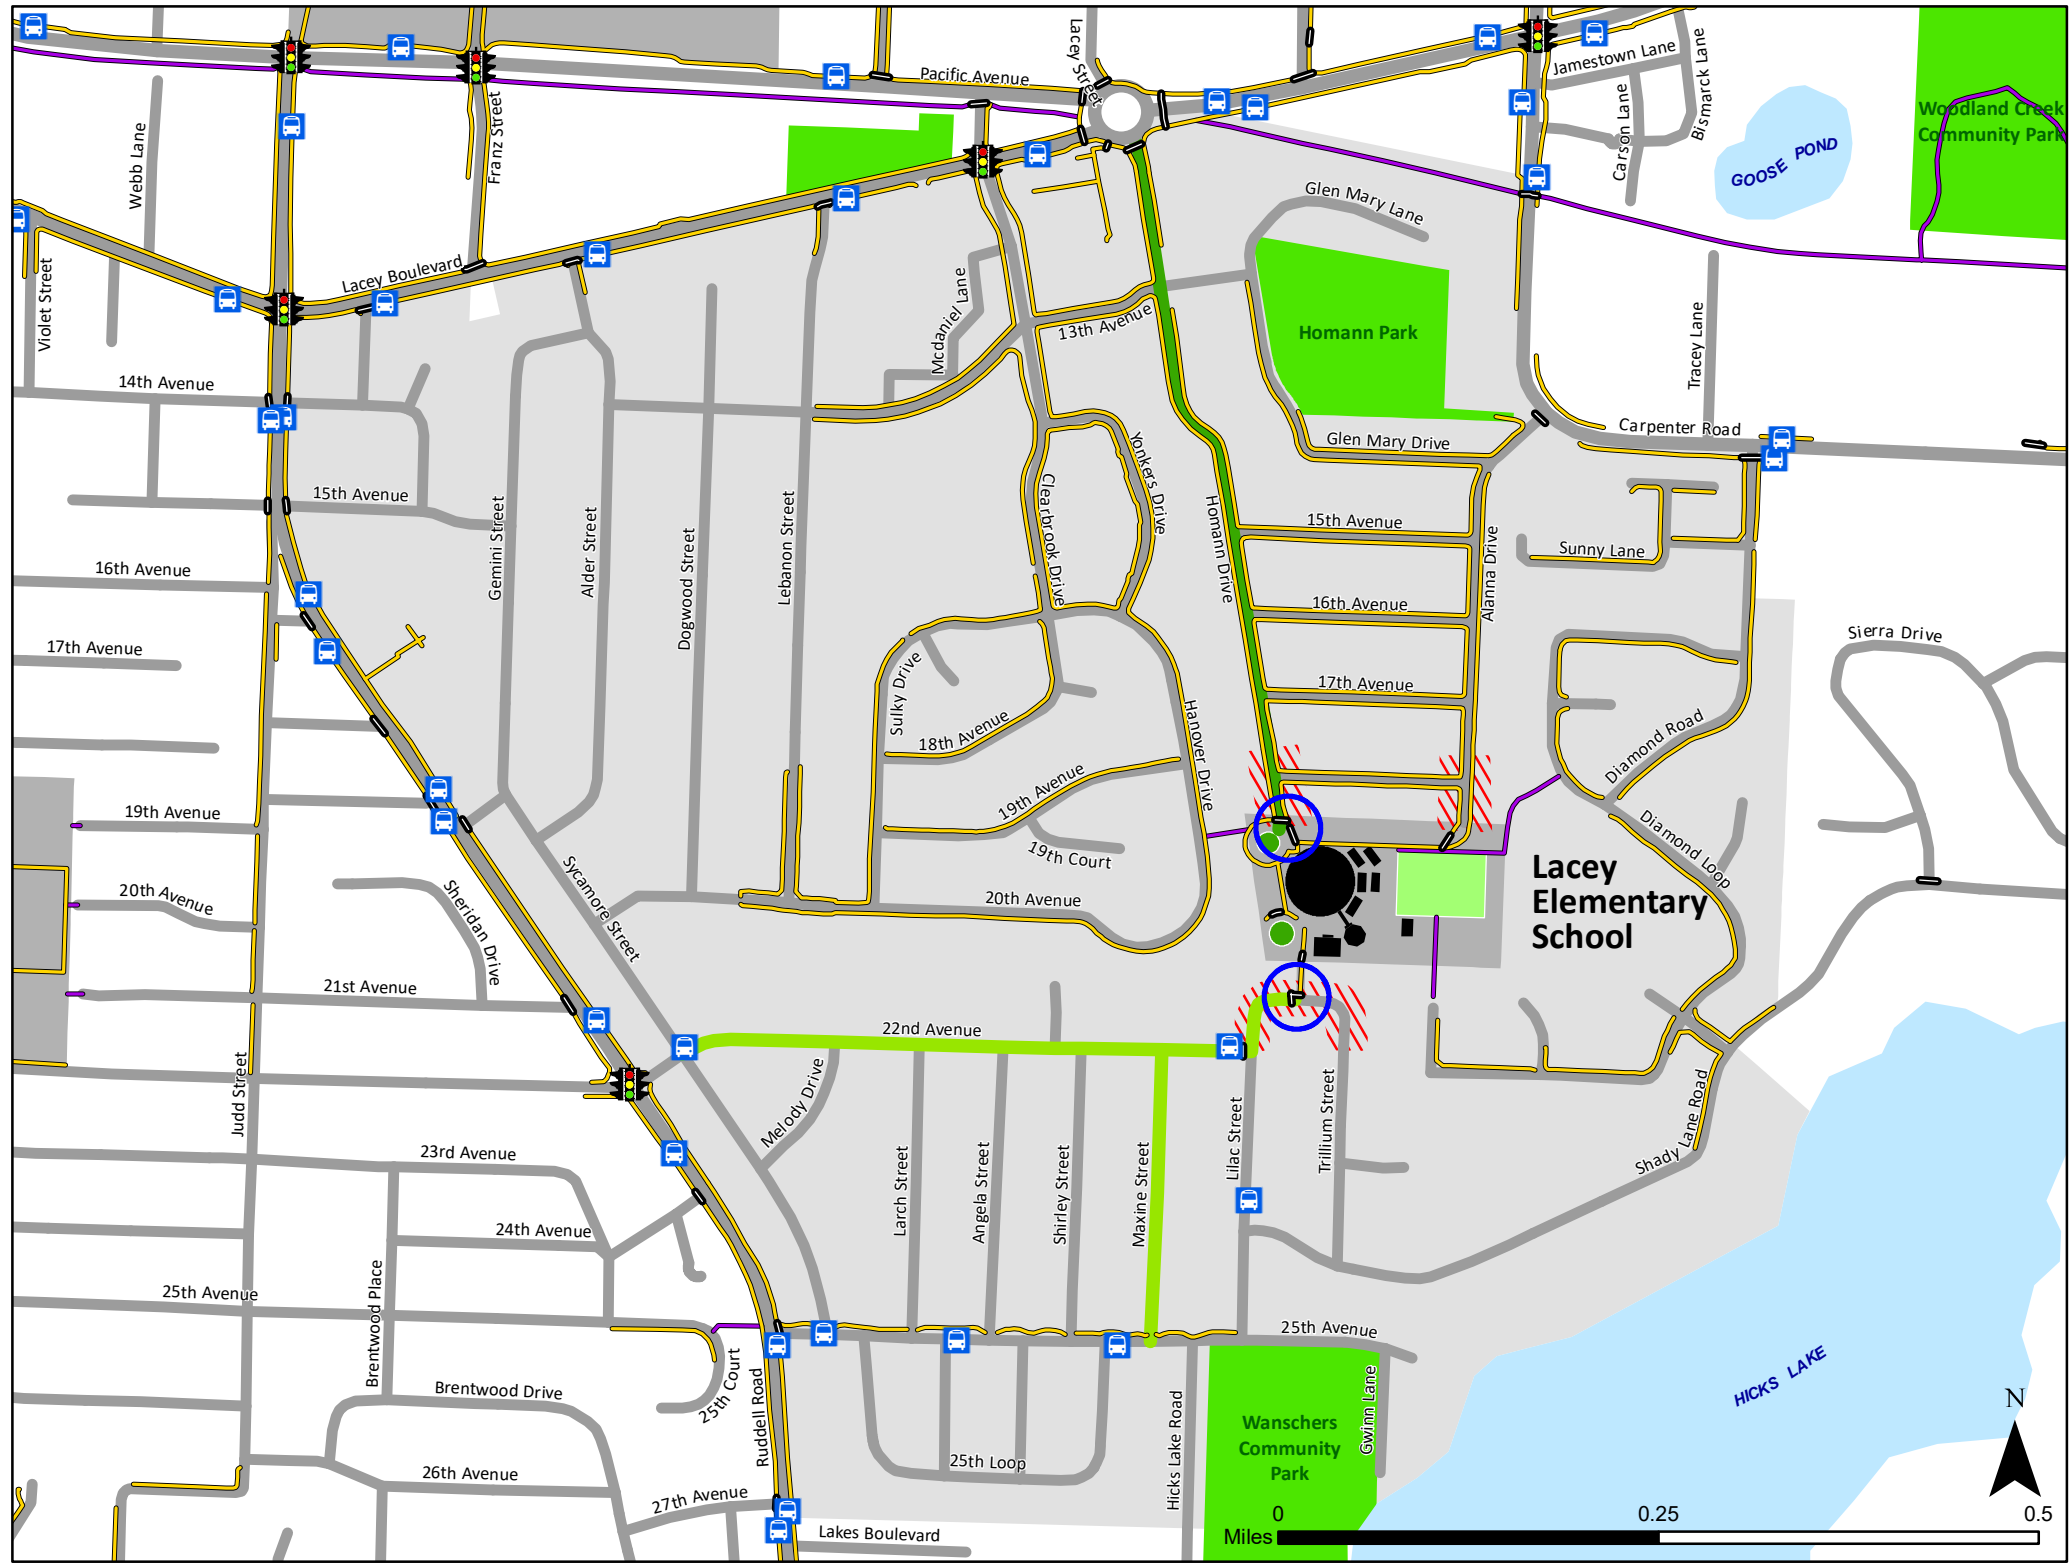 Lacey Street
Pacific Avenue
Jamestown Lane
Bismarck Lane
Carson Lane
Woodland Creek
Community Park
GOOSE POND
Webb Lane
Franz Street
Glen Mary Lane
Violet Street
Lacey Boulevard
Mcdaniel Lane
13th Avenue
Homann Park
Tracey Lane
14th Avenue
Carpenter Road
Glen Mary Drive
Yonkers Drive
15th Avenue
Gemini Street
Alder Street
Dogwood Street
Lebanon Street
Clearbrook Drive
Homann Drive
15th Avenue
Alanna Drive
Sunny Lane
16th Avenue
16th Avenue
17th Avenue
Sierra Drive
Sulky Drive
17th Avenue
18th Avenue
Hanover Drive
Diamond Road
19th Avenue
19th Avenue
19th Court
Diamond Loop
Lacey
Elementary
School
20th Avenue
Sheridan Drive
Sycamore Street
20th Avenue
21st Avenue
22nd Avenue
Judd Street
Melody Drive
Lilac Street
Trillium Street
Shady Lane Road
23rd Avenue
Larch Street
Angela Street
Shirley Street
Maxine Street
24th Avenue
25th Avenue
Brentwood Place
25th Avenue
HICKS LAKE
Brentwood Drive
25th Court
Ruddell Road
Hicks Lake Road
Gwinn Lane
Wanschers
Community
Park
25th Loop
26th Avenue
27th Avenue
Lakes Boulevard
N
0 0.25 0.5
Miles